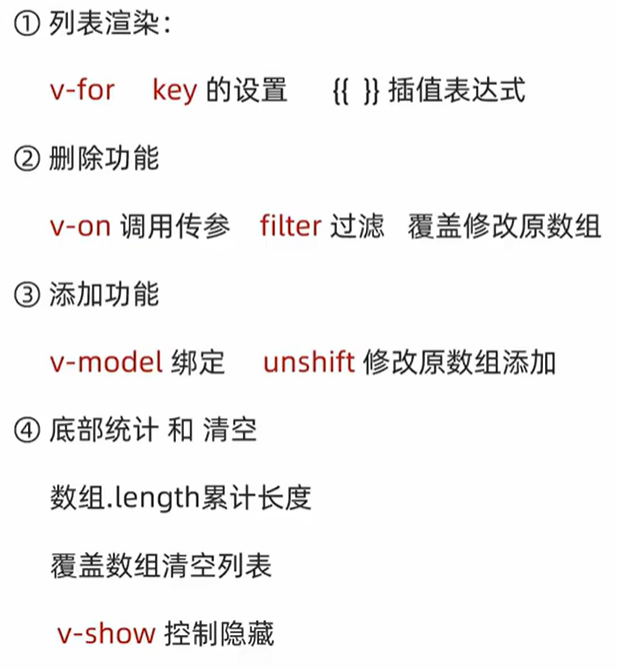 ① 列表渲染：
v-for key 的设置 {{ }} 插值表达式
② 删除功能
v-on 调用传参 filter 过滤 覆盖修改原数组
③ 添加功能
v-model 绑定 unshift 修改原数组添加
④ 底部统计 和 清空
数组.length累计长度
覆盖数组清空列表
v-show 控制隐藏